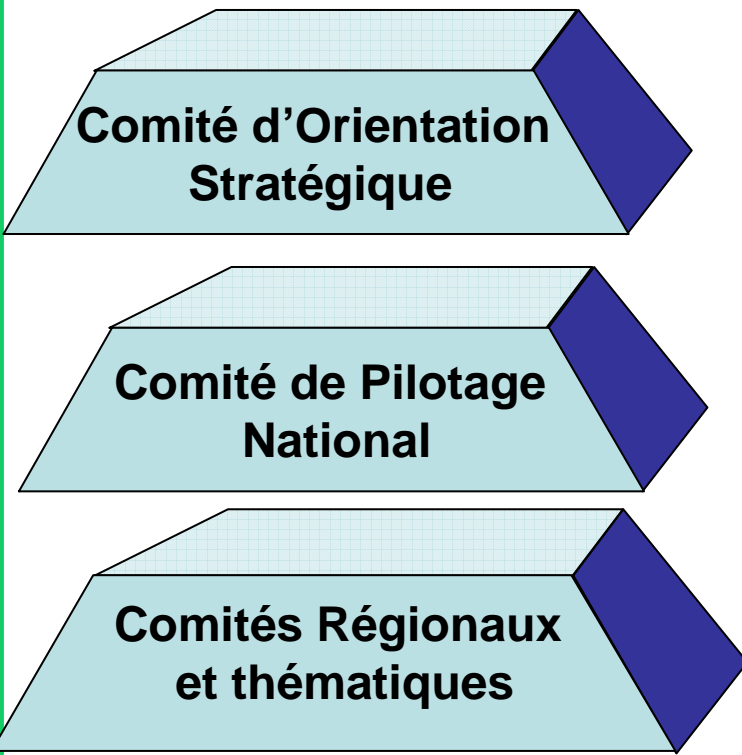 Comité d’Orientation
Stratégique
Comité de Pilotage
National
Comités Régionaux
et thématiques